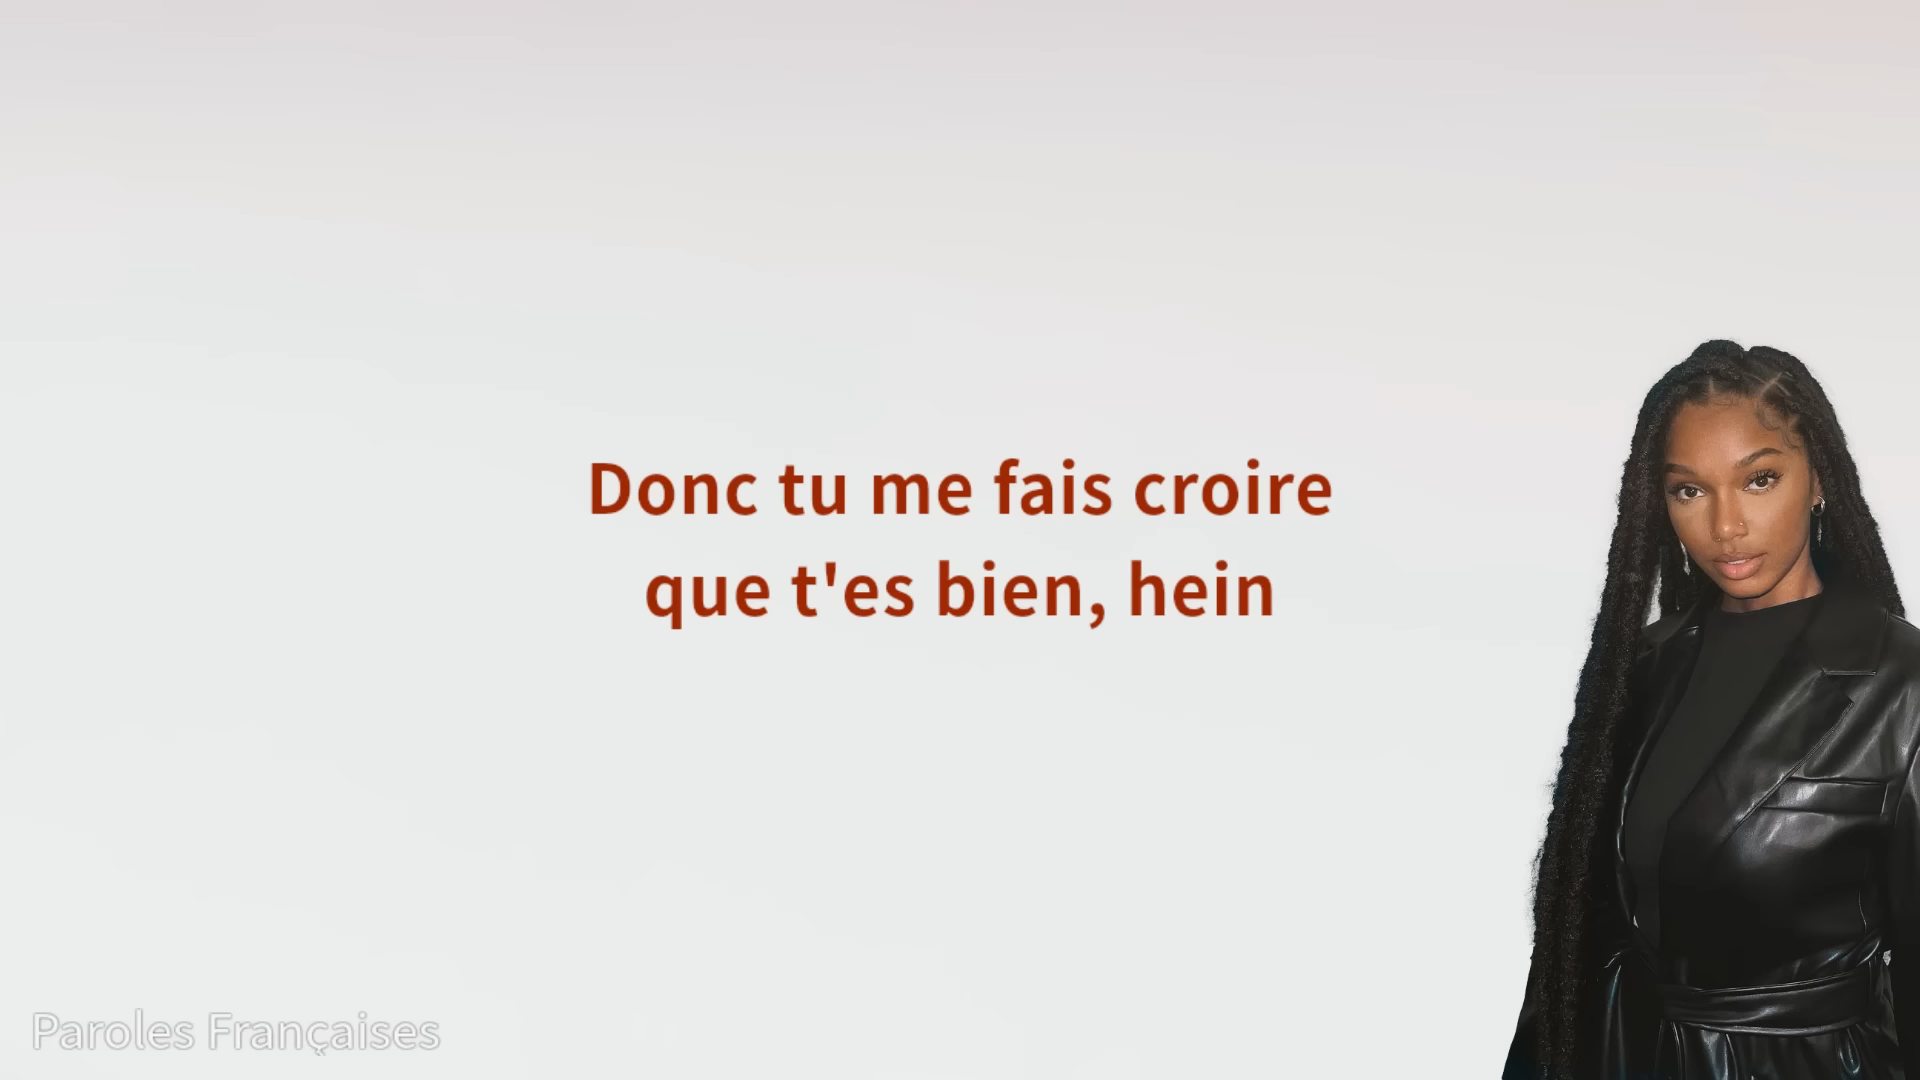 Donc tu me fais croire
que t'es bien, hein
Paroles Françaises